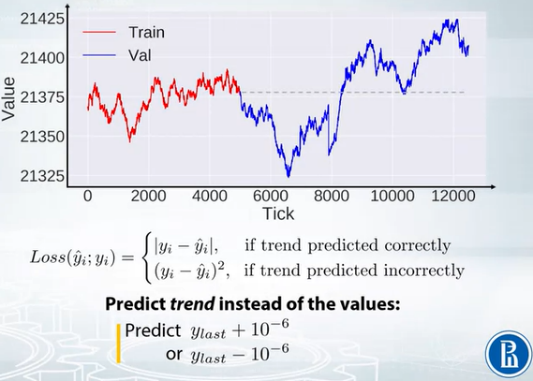 21425
21400
21375
21350
21325
Value
Train
Val
0 2000 4000 6000 8000 10000 12000
Tick
Loss(ŷᵢ; yᵢ) = { |yᵢ − ŷᵢ|, if trend predicted correctly
(yᵢ − ŷᵢ)², if trend predicted incorrectly
Predict trend instead of the values:
Predict y_last + 10⁻⁶
or y_last − 10⁻⁶